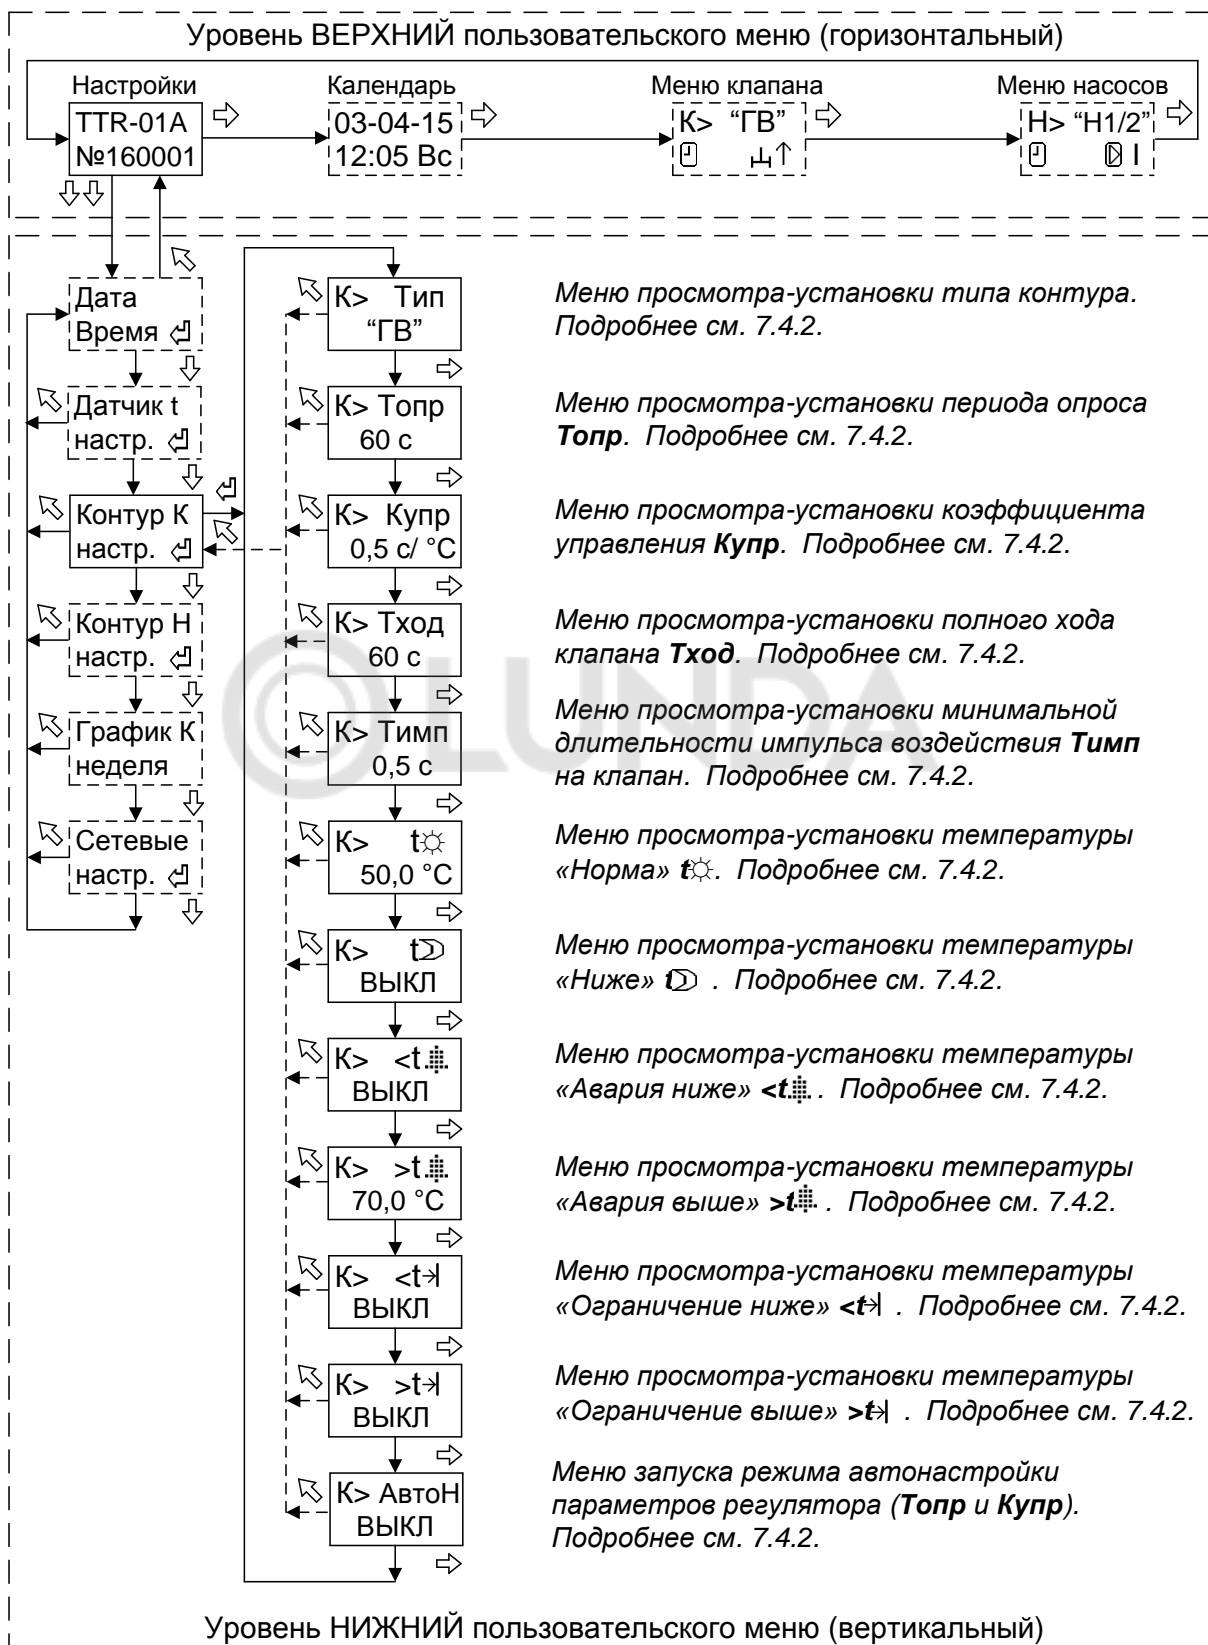 Уровень ВЕРХНИЙ пользовательского меню (горизонтальный)
Настройки
TTR-01A
№160001
Календарь
03-04-15
12:05 Вс
Меню клапана
К> “ГВ”
Меню насосов
Н> “Н1/2”
I
Дата
Время
Датчик t
настр.
Контур К
настр.
Контур Н
настр.
График К
неделя
Сетевые
настр.
К> Тип
“ГВ”
Меню просмотра-установки типа контура.
Подробнее см. 7.4.2.
К> Топр
60 с
Меню просмотра-установки периода опроса
Топр. Подробнее см. 7.4.2.
К> Купр
0,5 с/ °С
Меню просмотра-установки коэффициента
управления Купр. Подробнее см. 7.4.2.
К> Тход
60 с
Меню просмотра-установки полного хода
клапана Тход. Подробнее см. 7.4.2.
К> Тимп
0,5 с
Меню просмотра-установки минимальной
длительности импульса воздействия Тимп
на клапан. Подробнее см. 7.4.2.
К> t☼
50,0 °С
Меню просмотра-установки температуры
«Норма» t☼. Подробнее см. 7.4.2.
К> t
ВЫКЛ
Меню просмотра-установки температуры
«Ниже» t . Подробнее см. 7.4.2.
К> <t
ВЫКЛ
Меню просмотра-установки температуры
«Авария ниже» <t . Подробнее см. 7.4.2.
К> >t
70,0 °С
Меню просмотра-установки температуры
«Авария выше» >t . Подробнее см. 7.4.2.
К> <t
ВЫКЛ
Меню просмотра-установки температуры
«Ограничение ниже» <t . Подробнее см. 7.4.2.
К> >t
ВЫКЛ
Меню просмотра-установки температуры
«Ограничение выше» >t . Подробнее см. 7.4.2.
К> АвтоН
ВЫКЛ
Меню запуска режима автонастройки
параметров регулятора (Топр и Купр).
Подробнее см. 7.4.2.
Уровень НИЖНИЙ пользовательского меню (вертикальный)
LUNDA